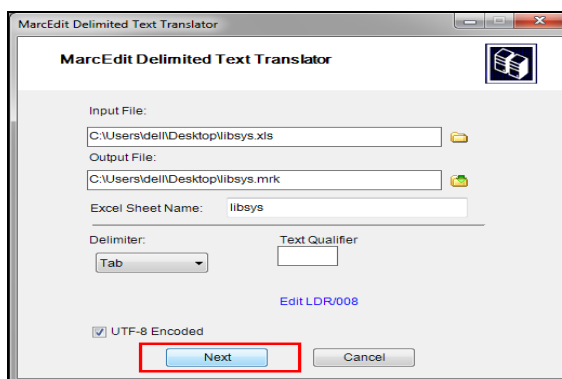 MarcEdit Delimited Text Translator
MarcEdit Delimited Text Translator
Input File:
C:\Users\dell\Desktop\libsys.xls
Output File:
C:\Users\dell\Desktop\libsys.mrk
Excel Sheet Name: libsys
Delimiter: Text Qualifier
Tab
Edit LDR/008
UTF-8 Encoded
Next Cancel